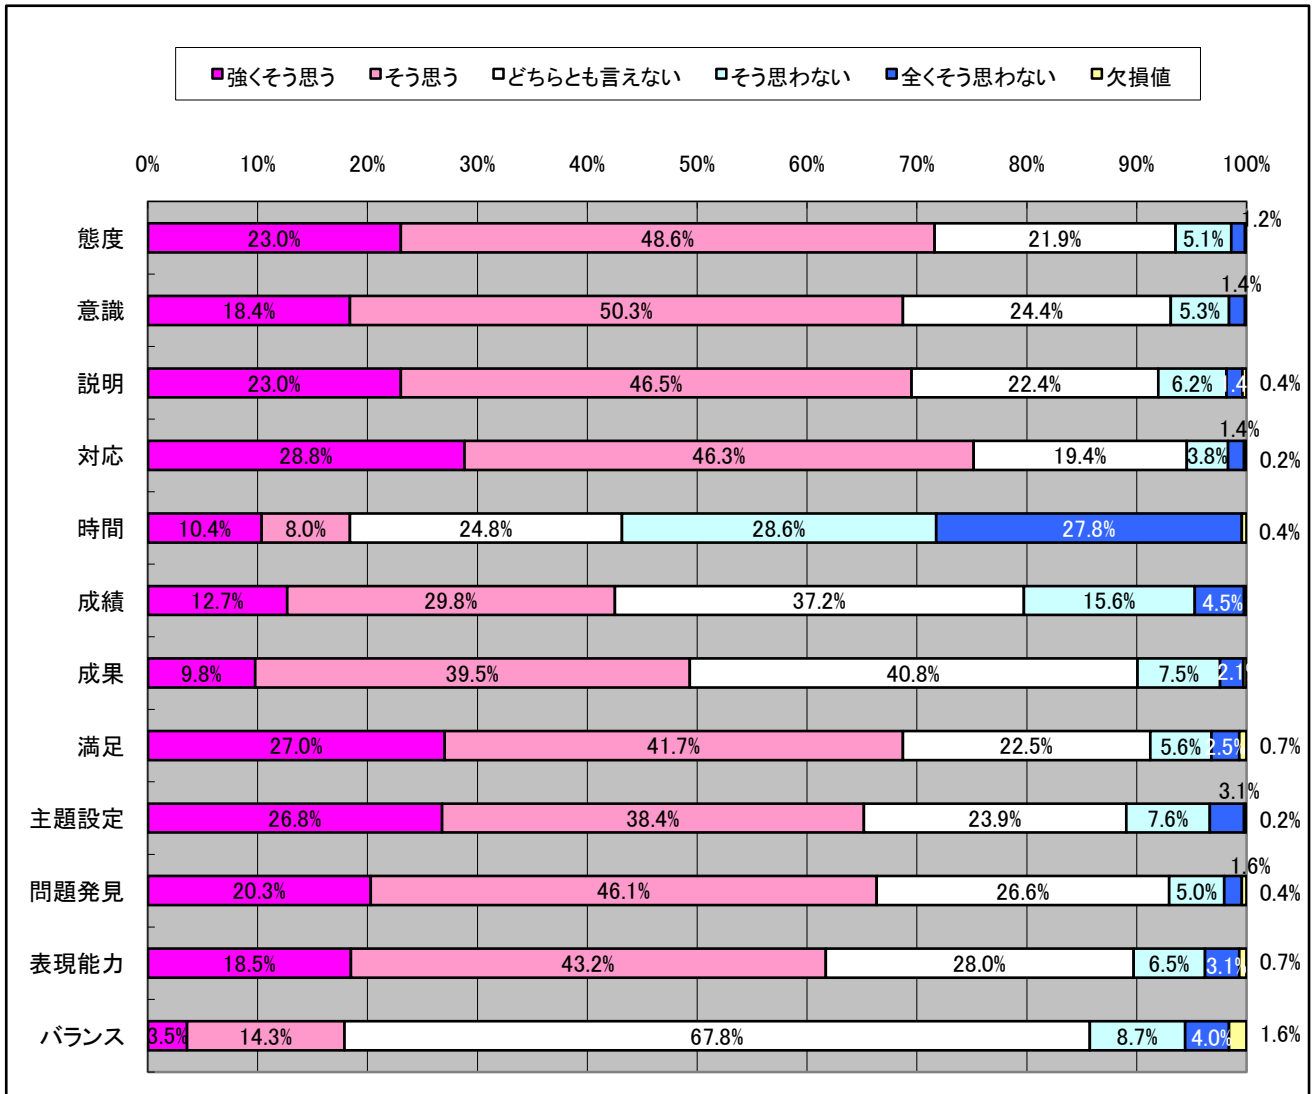 強くそう思う そう思う どちらとも言えない そう思わない 全くそう思わない 欠損値
0% 10% 20% 30% 40% 50% 60% 70% 80% 90% 100%
態度 23.0% 48.6% 21.9% 5.1% 1.2%
意識 18.4% 50.3% 24.4% 5.3% 1.4%
説明 23.0% 46.5% 22.4% 6.2% .4 0.4%
対応 28.8% 46.3% 19.4% 3.8% 1.4% 0.2%
時間 10.4% 8.0% 24.8% 28.6% 27.8% 0.4%
成績 12.7% 29.8% 37.2% 15.6% 4.5%
成果 9.8% 39.5% 40.8% 7.5% 2.1%
満足 27.0% 41.7% 22.5% 5.6% 2.5% 0.7%
主題設定 26.8% 38.4% 23.9% 7.6% 3.1% 0.2%
問題発見 20.3% 46.1% 26.6% 5.0% 1.6% 0.4%
表現能力 18.5% 43.2% 28.0% 6.5% 3.1% 0.7%
バランス 3.5% 14.3% 67.8% 8.7% 4.0% 1.6%